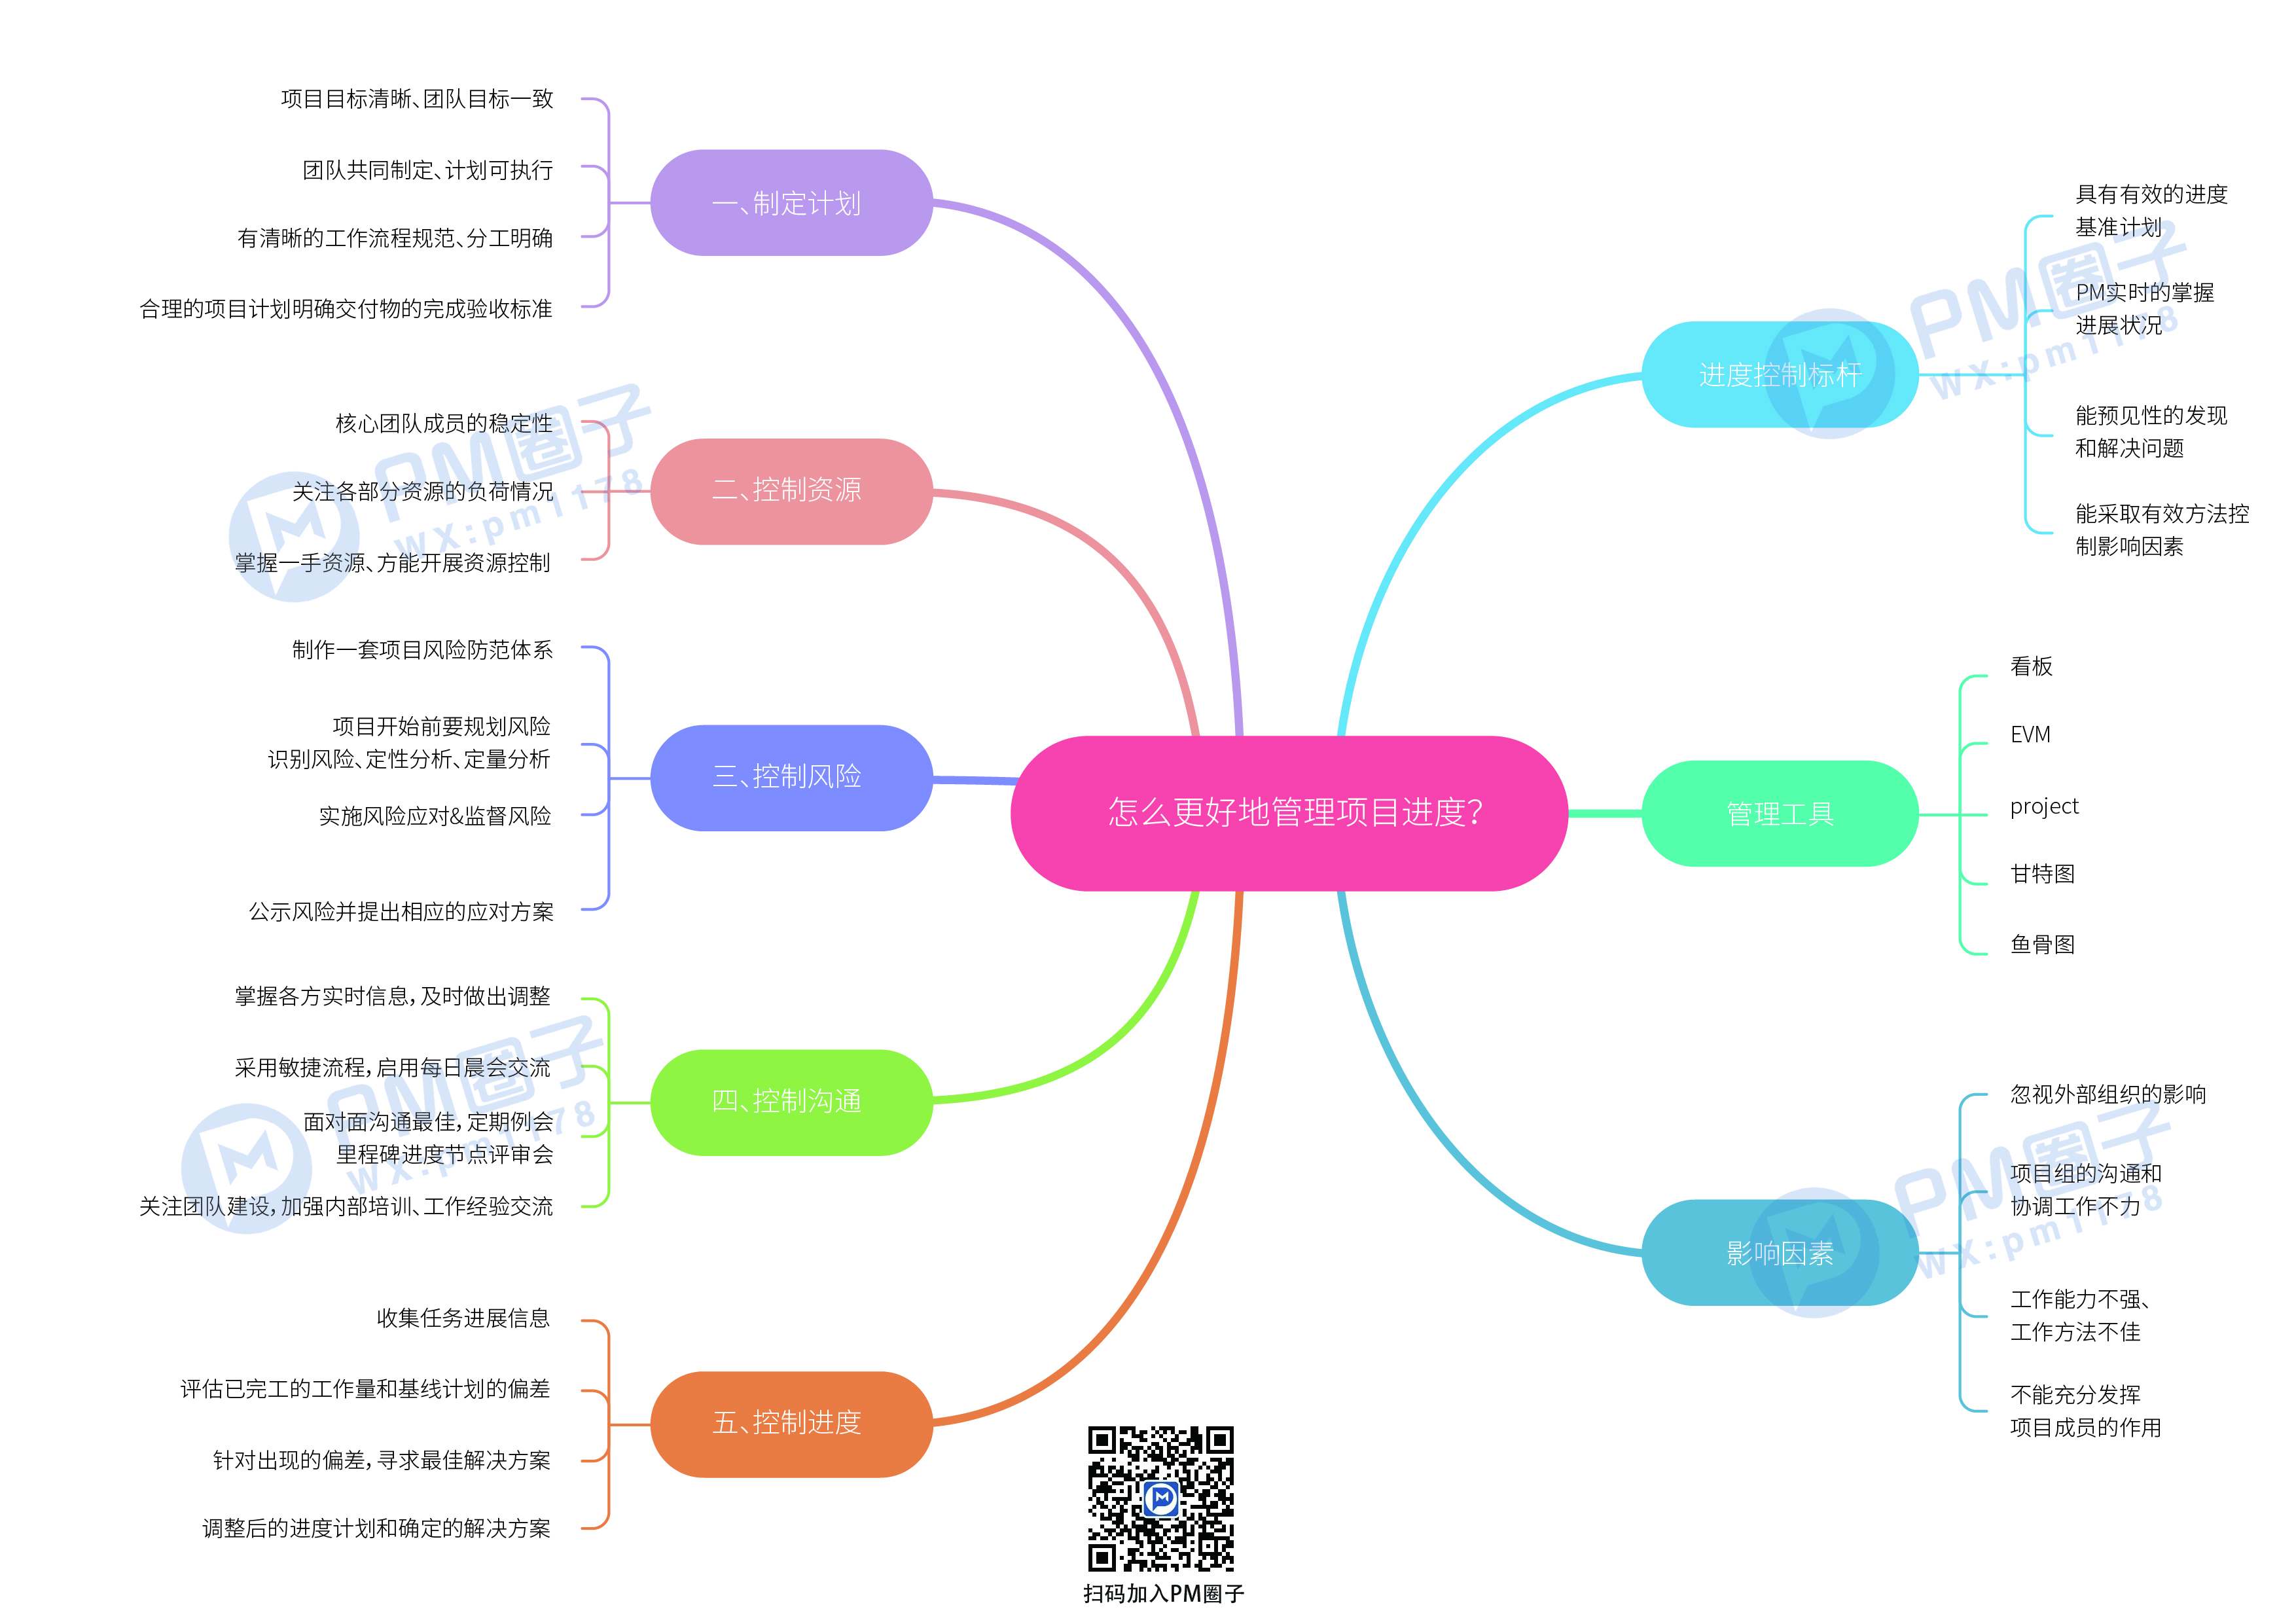 怎么更好地管理项目进度？
一、制定计划
项目目标清晰、团队目标一致
团队共同制定、计划可执行
有清晰的工作流程规范、分工明确
合理的项目计划明确交付物的完成验收标准
二、控制资源
核心团队成员的稳定性
关注各部分资源的负荷情况
掌握一手资源、方能开展资源控制
三、控制风险
制作一套项目风险防范体系
项目开始前要规划风险
识别风险、定性分析、定量分析
实施风险应对&监督风险
公示风险并提出相应的应对方案
四、控制沟通
掌握各方实时信息，及时做出调整
采用敏捷流程，启用每日晨会交流
面对面沟通最佳，定期例会
里程碑进度节点评审会
关注团队建设，加强内部培训、工作经验交流
五、控制进度
收集任务进展信息
评估已完工的工作量和基线计划的偏差
针对出现的偏差，寻求最佳解决方案
调整后的进度计划和确定的解决方案
进度控制标杆
具有有效的进度
基准计划
PM实时的掌握
进展状况
能预见性的发现
和解决问题
能采取有效方法控
制影响因素
管理工具
看板
EVM
project
甘特图
鱼骨图
影响因素
忽视外部组织的影响
项目组的沟通和
协调工作不力
工作能力不强、
工作方法不佳
不能充分发挥
项目成员的作用
扫码加入PM圈子
PM圈子
WX:pm1178
PM圈子
WX:pm1178
PM圈子
WX:pm1178
PM圈子
WX:pm1178